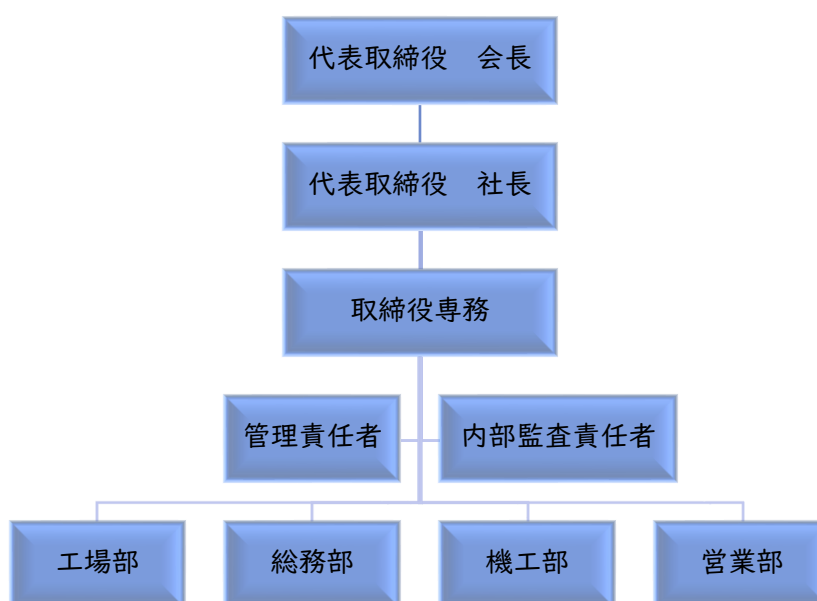 代表取締役　会長
代表取締役　社長
取締役専務
管理責任者
内部監査責任者
工場部
総務部
機工部
営業部